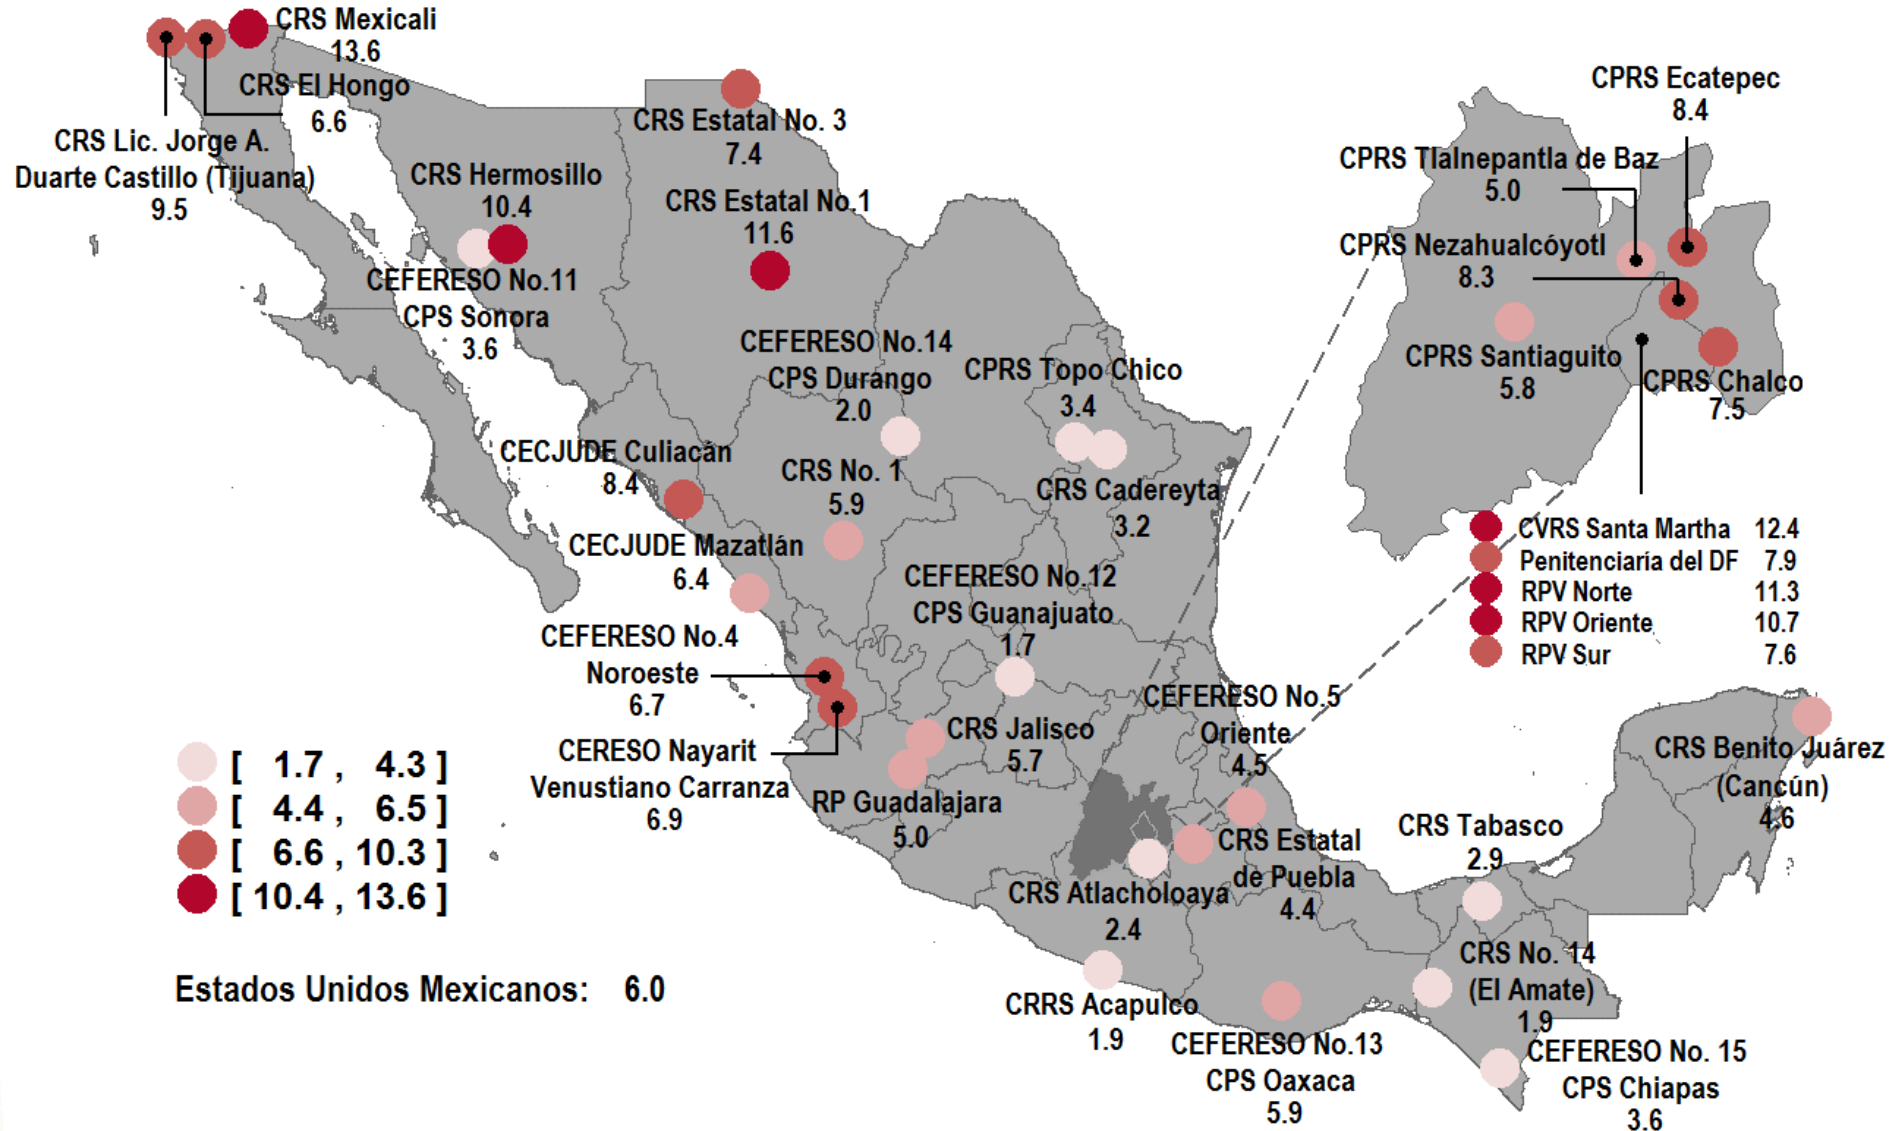 CRS Mexicali
13.6
CRS El Hongo
6.6
CRS Lic. Jorge A.
Duarte Castillo (Tijuana)
9.5
CRS Estatal No. 3
7.4
CRS Hermosillo
10.4
CRS Estatal No.1
11.6
CEFERESO No.11
CPS Sonora
3.6
CEFERESO No.14
CPS Durango
2.0
CPRS Topo Chico
3.4
CECJUDE Culiacán
8.4
CRS No. 1
5.9
CRS Cadereyta
3.2
CECJUDE Mazatlán
6.4
CEFERESO No.12
CPS Guanajuato
1.7
CEFERESO No.4
Noroeste
6.7
CERESO Nayarit
Venustiano Carranza
6.9
CRS Jalisco
5.7
RP Guadalajara
5.0
CEFERESO No.5
Oriente
4.5
CRS Estatal
de Puebla
4.4
CRS Atlacholoaya
2.4
CRRS Acapulco
1.9
CEFERESO No.13
CPS Oaxaca
5.9
CRS Tabasco
2.9
CRS No. 14
(El Amate)
1.9
CEFERESO No. 15
CPS Chiapas
3.6
CRS Benito Juárez
(Cancún)
4.6
CPRS Ecatepec
8.4
CPRS Tlalnepantla de Baz
5.0
CPRS Nezahualcóyotl
8.3
CPRS Santiaguito
5.8
CPRS Chalco
7.5
CVRS Santa Martha 12.4
Penitenciaría del DF 7.9
RPV Norte 11.3
RPV Oriente 10.7
RPV Sur 7.6
[ 1.7 , 4.3 ]
[ 4.4 , 6.5 ]
[ 6.6 , 10.3 ]
[ 10.4 , 13.6 ]
Estados Unidos Mexicanos: 6.0